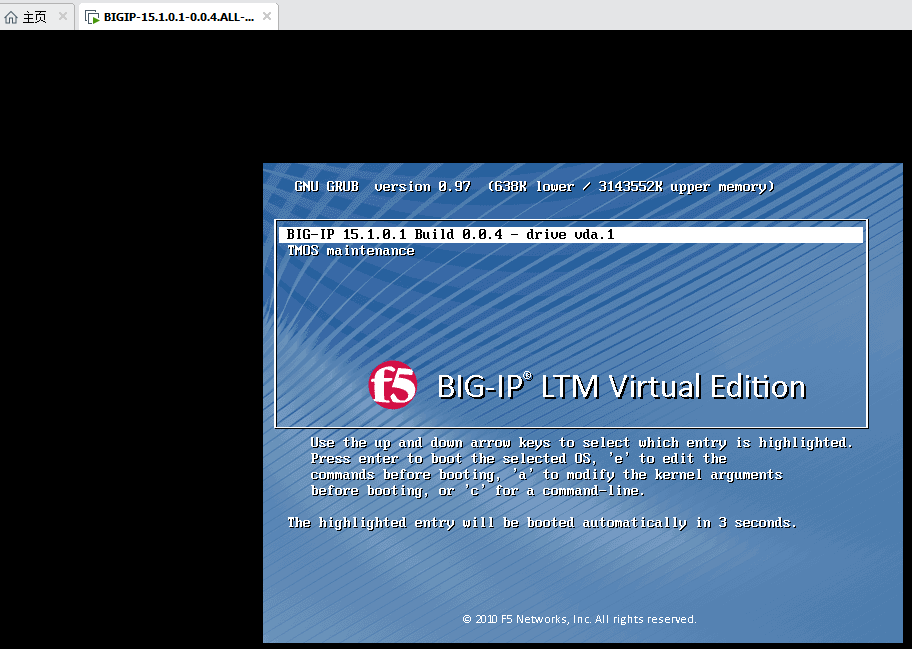 主页
BIGIP-15.1.0.1-0.0.4.ALL-...
GNU GRUB version 0.97 (638K lower / 3143552K upper memory)
BIG-IP 15.1.0.1 Build 0.0.4 - drive vda.1
TMOS maintenance
f5 BIG-IP® LTM Virtual Edition
Use the up and down arrow keys to select which entry is highlighted.
Press enter to boot the selected OS, 'e' to edit the
commands before booting, 'a' to modify the kernel arguments
before booting, or 'c' for a command-line.
The highlighted entry will be booted automatically in 3 seconds.
© 2010 F5 Networks, Inc. All rights reserved.